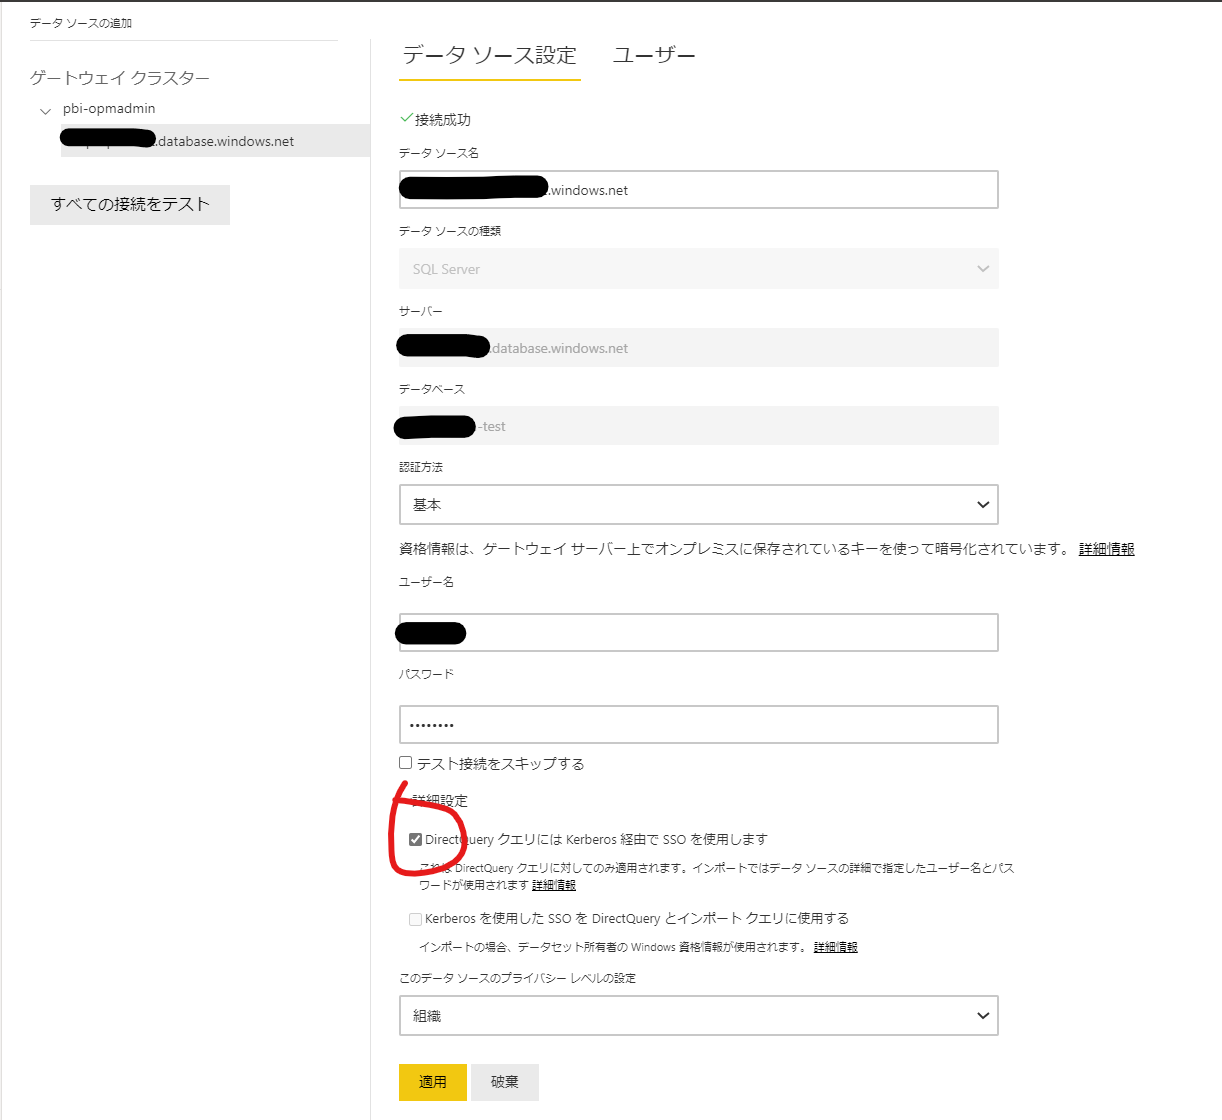 データ ソースの追加
ゲートウェイ クラスター
pbi-opmadmin
.database.windows.net
すべての接続をテスト
データ ソース設定 ユーザー
接続成功
データ ソース名
.windows.net
データ ソースの種類
SQL Server
サーバー
.database.windows.net
データベース
-test
認証方法
基本
資格情報は、ゲートウェイ サーバー上でオンプレミスに保存されているキーを使って暗号化されています。 詳細情報
ユーザー名
パスワード
••••••••
テスト接続をスキップする
詳細設定
DirectQuery クエリには Kerberos 経由で SSO を使用します
これは DirectQuery クエリに対してのみ適用されます。インポートではデータ ソースの詳細で指定したユーザー名とパス
ワードが使用されます 詳細情報
Kerberos を使用した SSO を DirectQuery とインポート クエリに使用する
インポートの場合、データセット所有者の Windows 資格情報が使用されます。 詳細情報
このデータ ソースのプライバシー レベルの設定
組織
適用 破棄